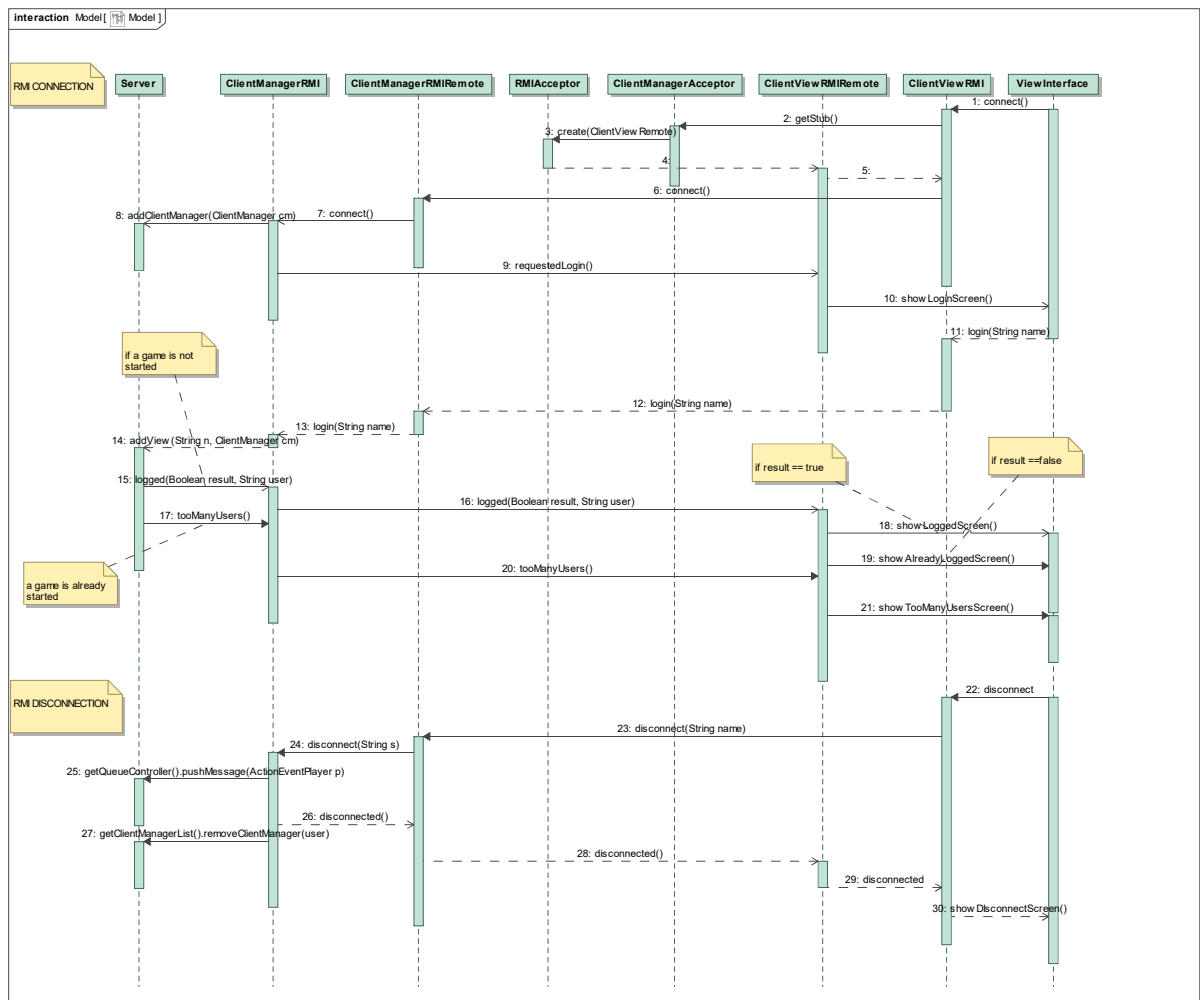 interaction Model [ Model ]
RMI CONNECTION
Server
ClientManagerRMI
ClientManagerRMIRemote
RMIAcceptor
ClientManagerAcceptor
ClientViewRMIRemote
ClientViewRMI
ViewInterface
1: connect()
2: getStub()
3: create(ClientView Remote)
4:
5:
6: connect()
7: connect()
8: addClientManager(ClientManager cm)
9: requestedLogin()
10: show LoginScreen()
11: login(String name)
if a game is not
started
12: login(String name)
13: login(String name)
14: addView (String n, ClientManager cm)
if result == true
if result ==false
15: logged(Boolean result, String user)
16: logged(Boolean result, String user)
17: tooManyUsers()
18: show LoggedScreen()
19: show AlreadyLoggedScreen()
20: tooManyUsers()
a game is already
started
21: show TooManyUsersScreen()
RMI DISCONNECTION
22: disconnect
23: disconnect(String name)
24: disconnect(String s)
25: getQueueController().pushMessage(ActionEventPlayer p)
26: disconnected()
27: getClientManagerList().removeClientManager(user)
28: disconnected()
29: disconnected
30: show DIsconnectScreen()